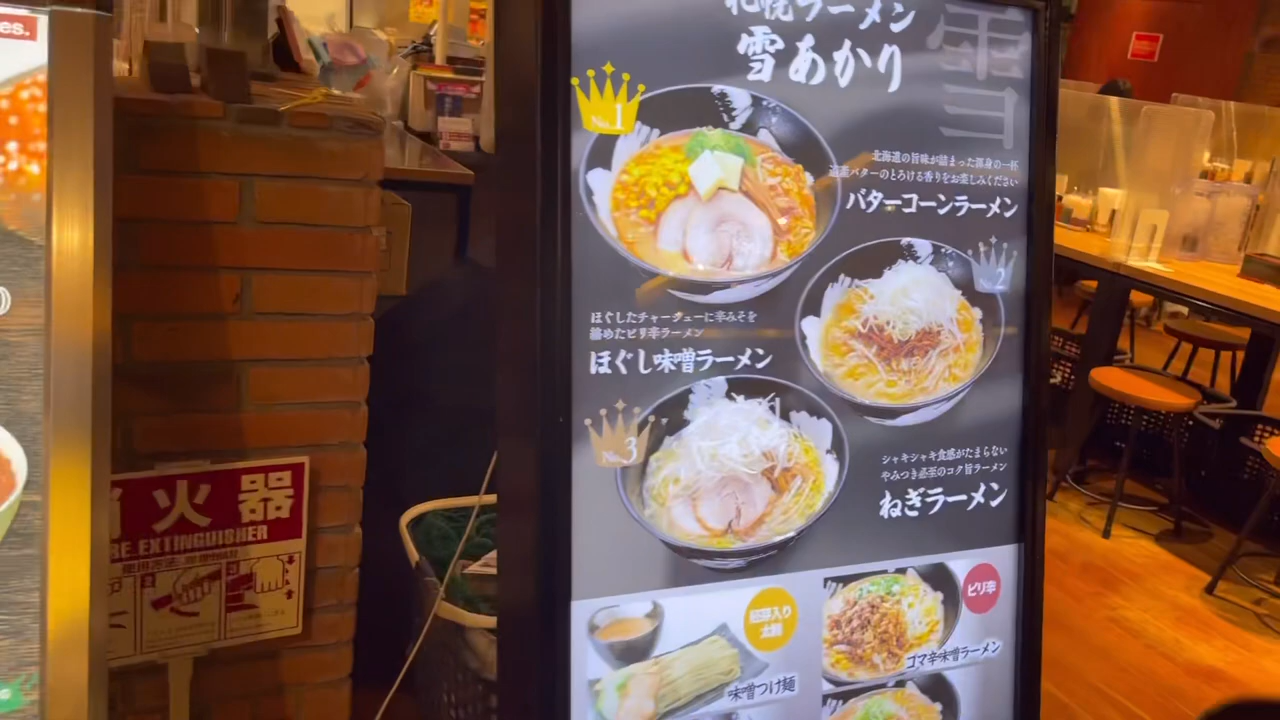 es.
札幌ラーメン
雪あかり
雪
No.1
北海道の旨味が詰まった渾身の一杯
道産バターのとろける香りをお楽しみください
バターコーンラーメン
2
ほぐしたチャーシューに辛みそを
絡めたピリ辛ラーメン
ほぐし味噌ラーメン
No.3
シャキシャキ食感がたまらない
やみつき必至のコク旨ラーメン
ねぎラーメン
味噌つけ麺
ピリ辛
ゴマ辛味噌ラーメン
消火器
RE EXTINGUISHER